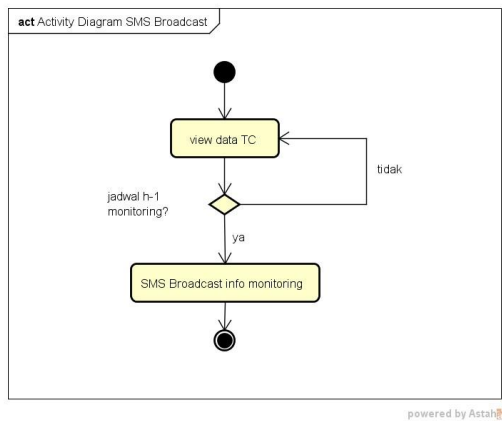 act Activity Diagram SMS Broadcast
view data TC
tidak
jadwal h-1
monitoring?
ya
SMS Broadcast info monitoring
powered by Astah